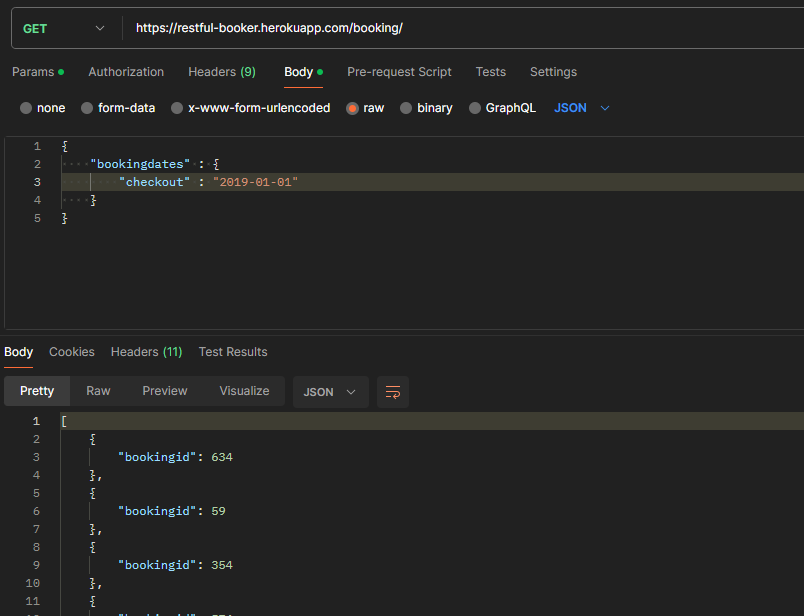 GET https://restful-booker.herokuapp.com/booking/
Params Authorization Headers (9) Body Pre-request Script Tests Settings
none form-data x-www-form-urlencoded raw binary GraphQL JSON
1 {
2 "bookingdates" : {
3 "checkout" : "2019-01-01"
4 }
5 }
Body Cookies Headers (11) Test Results
Pretty Raw Preview Visualize JSON
1 [
2 {
3 "bookingid": 634
4 },
5 {
6 "bookingid": 59
7 },
8 {
9 "bookingid": 354
10 },
11 {